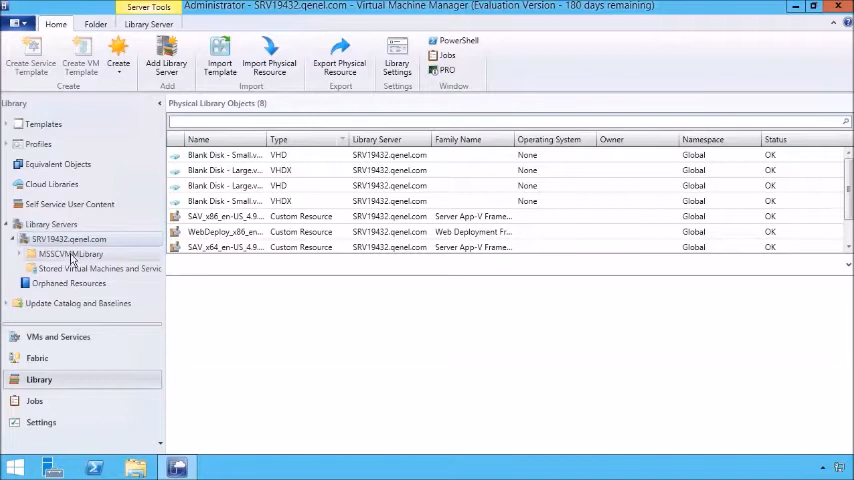 Server Tools
Administrator - SRV19432.qenel.com - Virtual Machine Manager (Evaluation Version - 180 days remaining)
Home
Folder
Library Server
Create Service Template
Create VM Template
Create
Add Library Server
Import Template
Import Physical Resource
Export Physical Resource
Library Settings
PowerShell
Jobs
PRO
Create
Add
Import
Export
Settings
Window
Library
Templates
Profiles
Equivalent Objects
Cloud Libraries
Self Service User Content
Library Servers
SRV19432.qenel.com
MSSCVMMLibrary
Stored Virtual Machines and Servic
Orphaned Resources
Update Catalog and Baselines
VMs and Services
Fabric
Library
Jobs
Settings
Physical Library Objects (8)
Name Type Library Server Family Name Operating System Owner Namespace Status
Blank Disk - Small.v... VHD SRV19432.qenel.com None Global OK
Blank Disk - Large.v... VHDX SRV19432.qenel.com None Global OK
Blank Disk - Large.v... VHD SRV19432.qenel.com None Global OK
Blank Disk - Small.v... VHDX SRV19432.qenel.com None Global OK
SAV_x86_en-US_4.9.... Custom Resource SRV19432.qenel.com Server App-V Frame... Global OK
WebDeploy_x86_en... Custom Resource SRV19432.qenel.com Web Deployment Fr... Global OK
SAV_x64_en-US_4.9.... Custom Resource SRV19432.qenel.com Server App-V Frame... Global OK